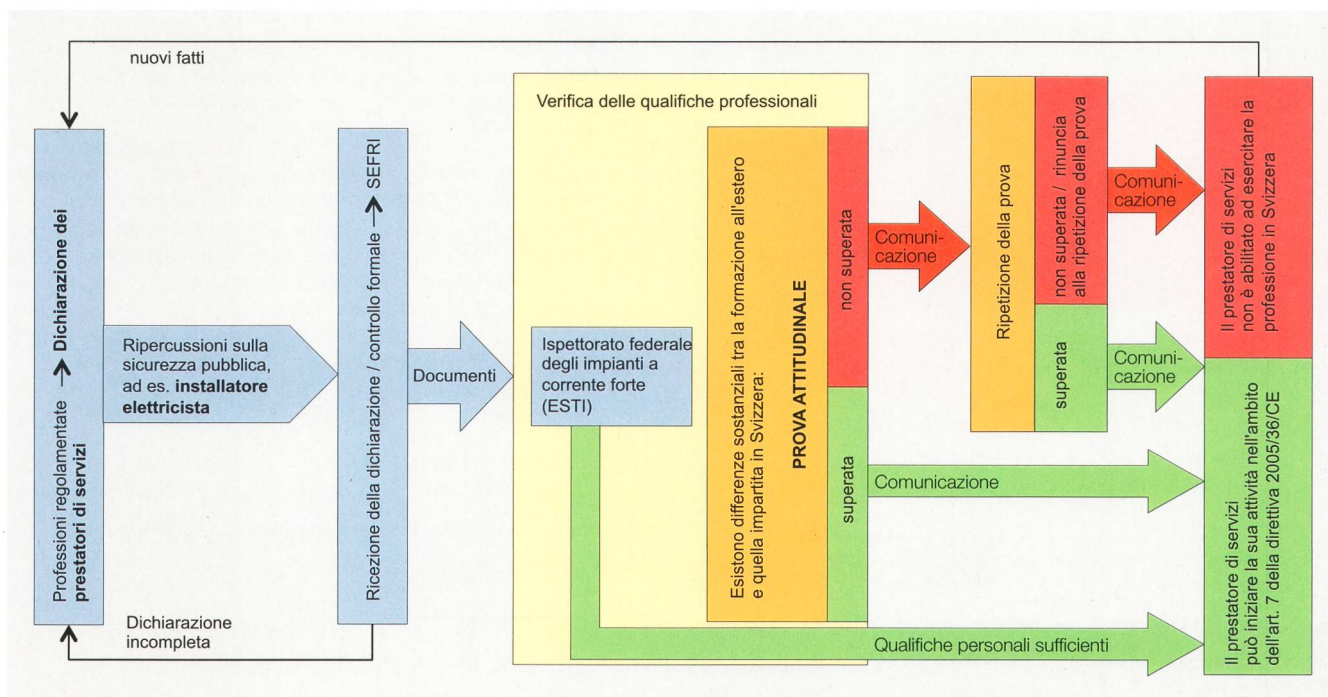 nuovi fatti
Professioni regolamentate → Dichiarazione dei
prestatori di servizi
Ripercussioni sulla
sicurezza pubblica,
ad es. installatore
elettricista
Dichiarazione
incompleta
Ricezione della dichiarazione / controllo formale → SEFRI
Documenti
Verifica delle qualifiche professionali
Ispettorato federale
degli impianti a
corrente forte
(ESTI)
Esistono differenze sostanziali tra la formazione all'estero
e quella impartita in Svizzera:
PROVA ATTITUDINALE
non superata
superata
Comuni-
cazione
Ripetizione della prova
non superata / rinuncia
alla ripetizione della prova
superata
Comuni-
cazione
Comuni-
cazione
Comunicazione
Qualifiche personali sufficienti
Il prestatore di servizi
non è abilitato ad esercitare la
professione in Svizzera
Il prestatore di servizi
può iniziare la sua attività nell'ambito
dell'art. 7 della direttiva 2005/36/CE